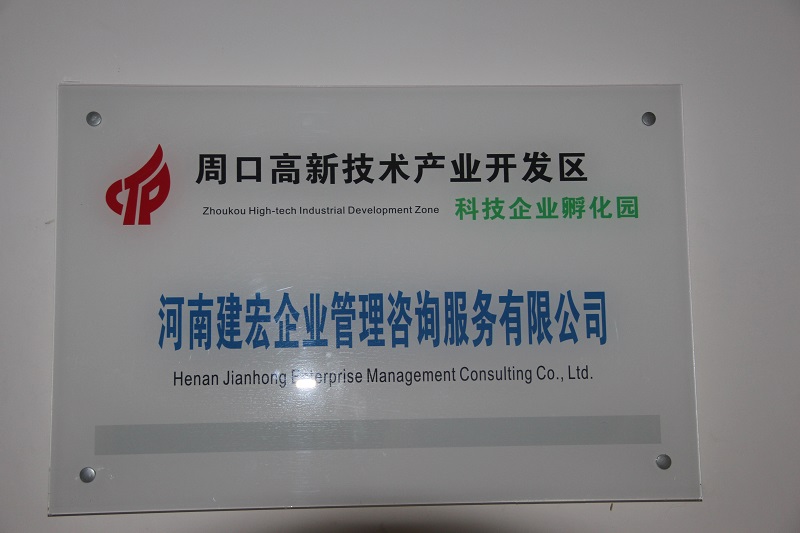 CTP
周口高新技术产业开发区
Zhoukou High-tech Industrial Development Zone 科技企业孵化园
河南建宏企业管理咨询服务有限公司
Henan Jianhong Enterprise Management Consulting Co., Ltd.